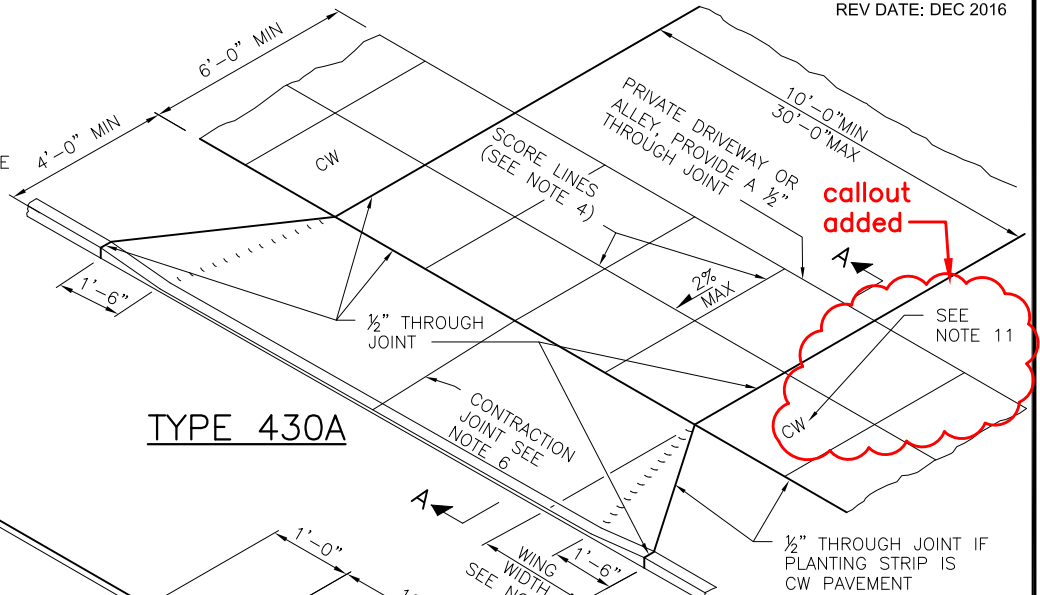 REV DATE: DEC 2016
6'-0" MIN
4'-0" MIN
E
CW
SCORE LINES
(SEE NOTE 4)
PRIVATE DRIVEWAY OR
ALLEY, PROVIDE A ½"
THROUGH JOINT
10'-0"MIN
30'-0"MAX
callout
added
A
2%
MAX
SEE
NOTE 11
CW
1'-6"
½" THROUGH
JOINT
TYPE 430A
CONTRACTION
JOINT SEE
NOTE 6
A
WING
WIDTH
SEE
1'-6"
½" THROUGH JOINT IF
PLANTING STRIP IS
CW PAVEMENT
1'-0"